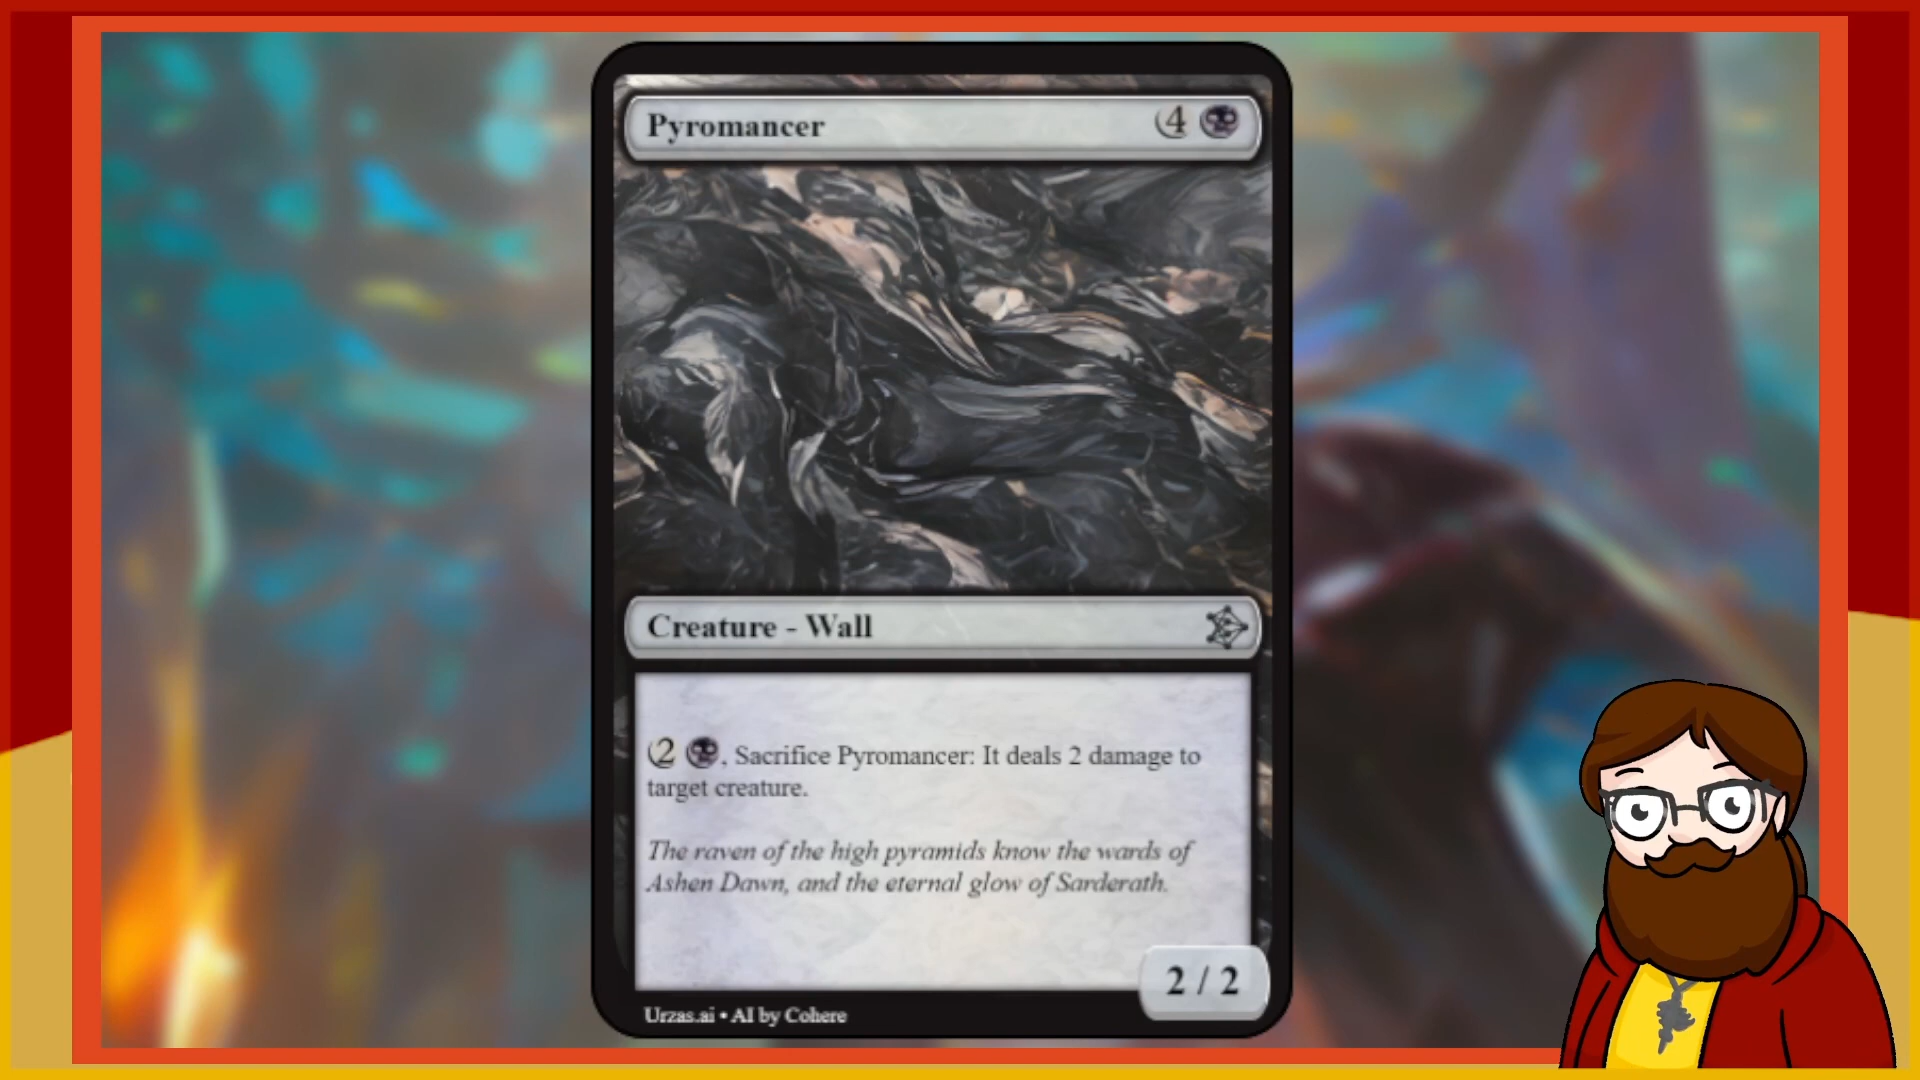 Pyromancer 4
Creature - Wall
2 , Sacrifice Pyromancer: It deals 2 damage to
target creature.
The raven of the high pyramids know the wards of
Ashen Dawn, and the eternal glow of Sarderath.
2 / 2
Urzas.ai • AI by Cohere